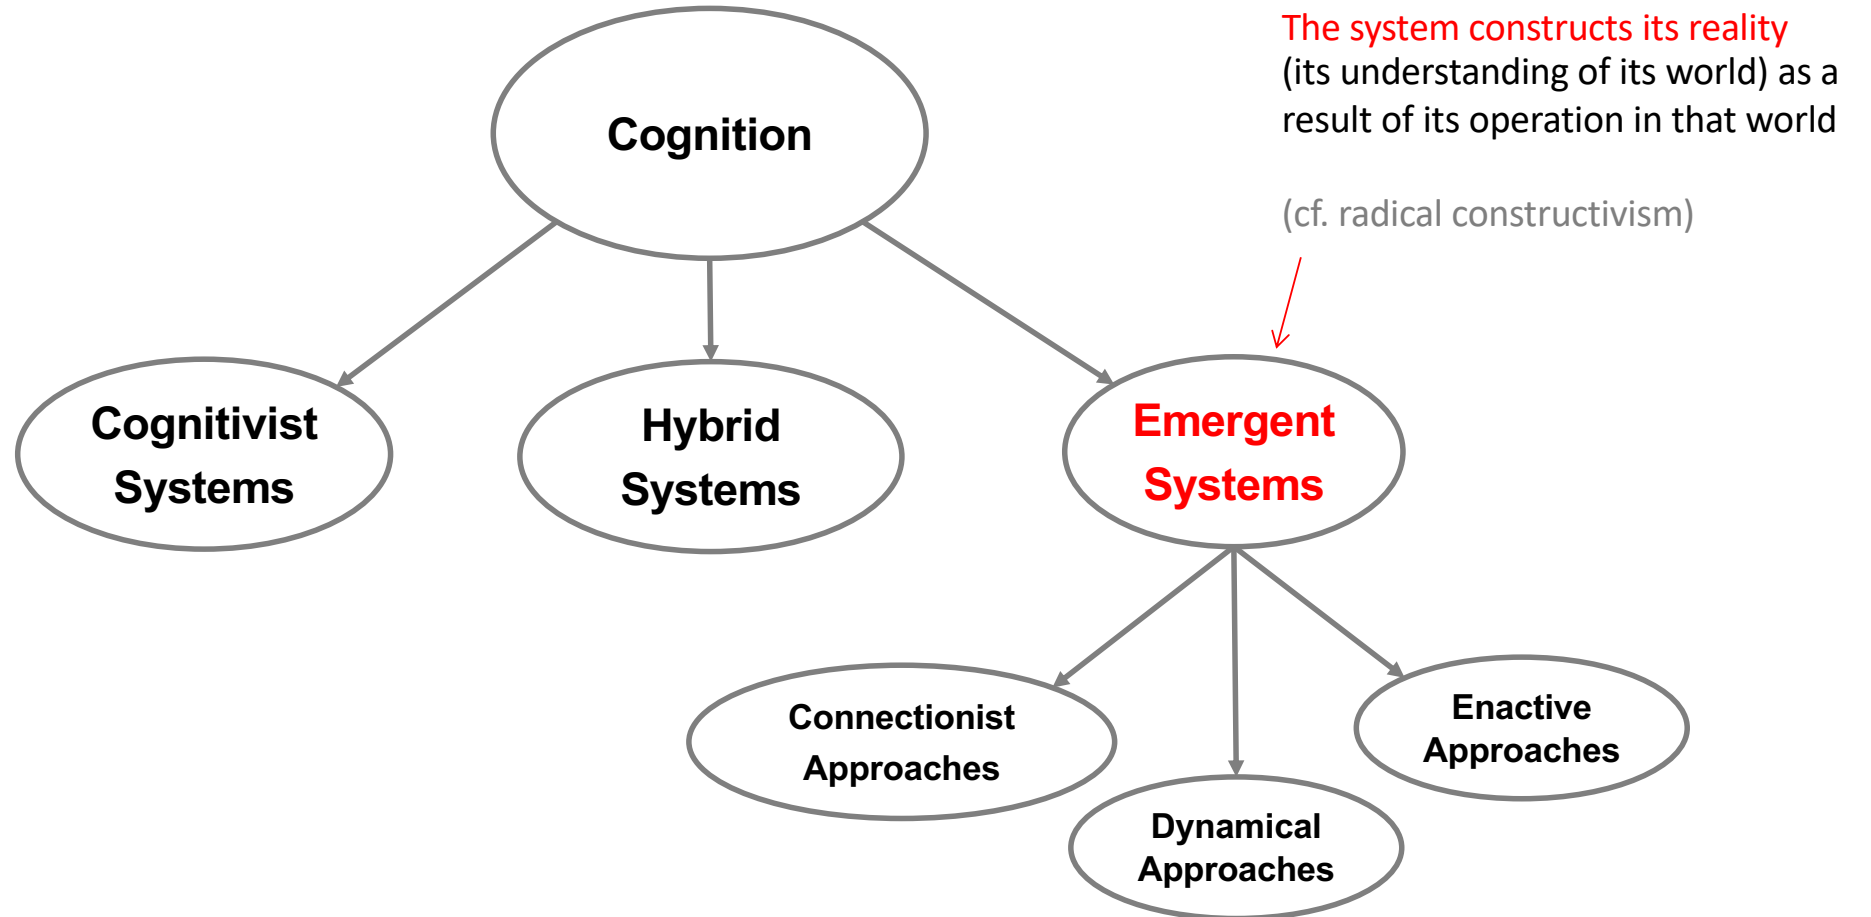 The system constructs its reality
(its understanding of its world) as a
result of its operation in that world
(cf. radical constructivism)
Cognition
Cognitivist
Systems
Hybrid
Systems
Emergent
Systems
Connectionist
Approaches
Dynamical
Approaches
Enactive
Approaches